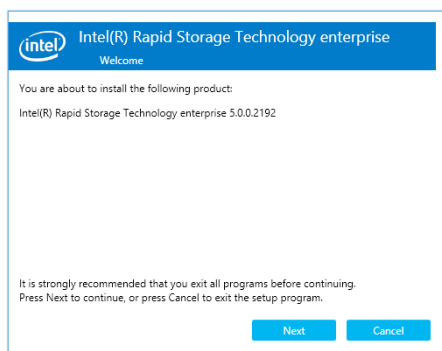 intel
Intel(R) Rapid Storage Technology enterprise
Welcome
You are about to install the following product:
Intel(R) Rapid Storage Technology enterprise 5.0.0.2192
It is strongly recommended that you exit all programs before continuing.
Press Next to continue, or press Cancel to exit the setup program.
Next Cancel